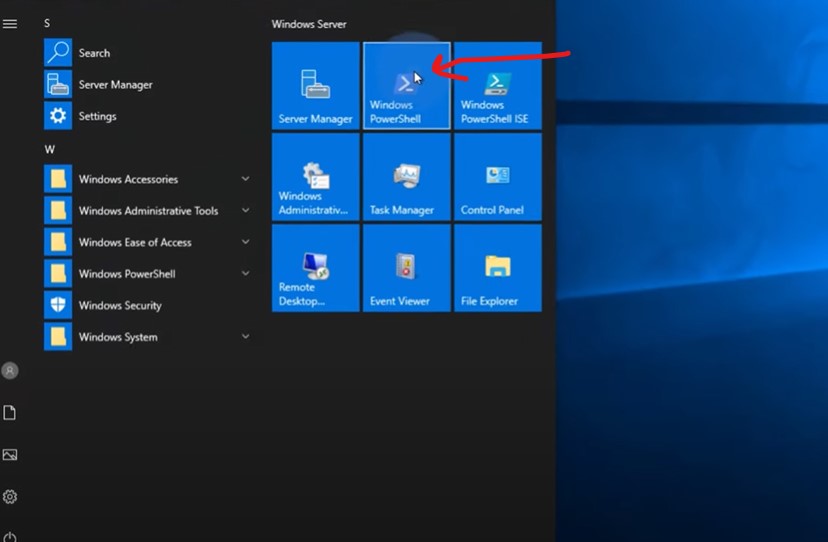 S
Search
Server Manager
Settings
W
Windows Accessories
Windows Administrative Tools
Windows Ease of Access
Windows PowerShell
Windows Security
Windows System
Windows Server
Server Manager
Windows
PowerShell
Windows
PowerShell ISE
Windows
Administrativ...
Task Manager
Control Panel
Remote
Desktop...
Event Viewer
File Explorer